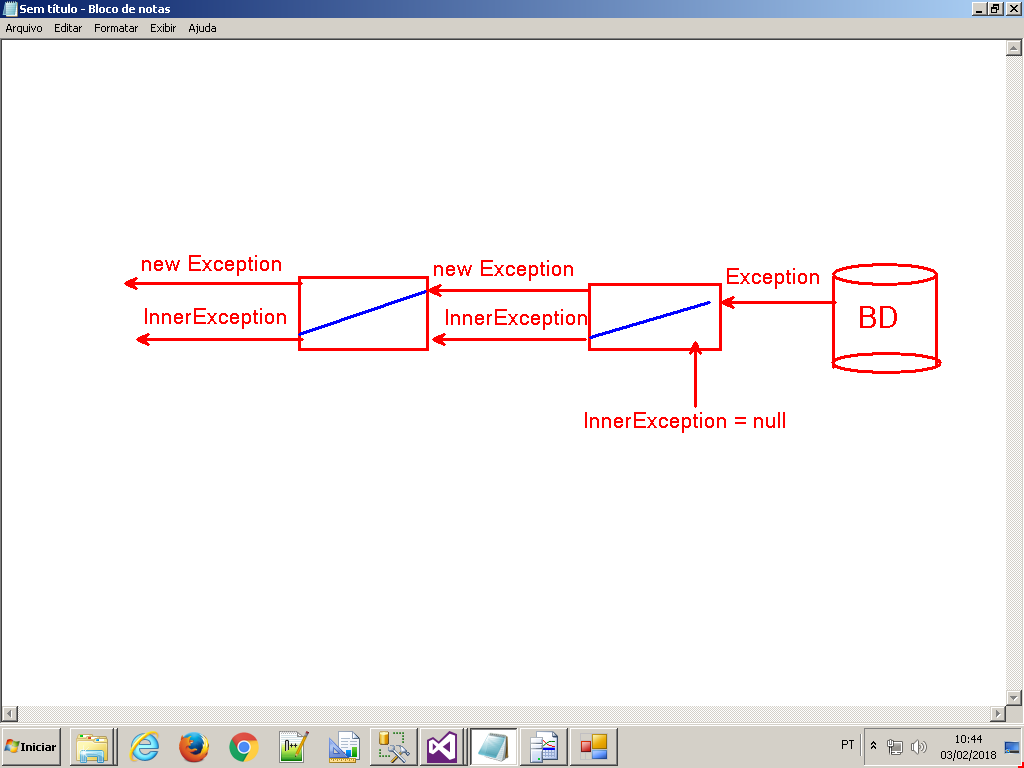 Sem título - Bloco de notas
Arquivo Editar Formatar Exibir Ajuda
new Exception
new Exception
Exception
InnerException
InnerException
BD
InnerException = null
Iniciar
n++
PT
10:44
03/02/2018